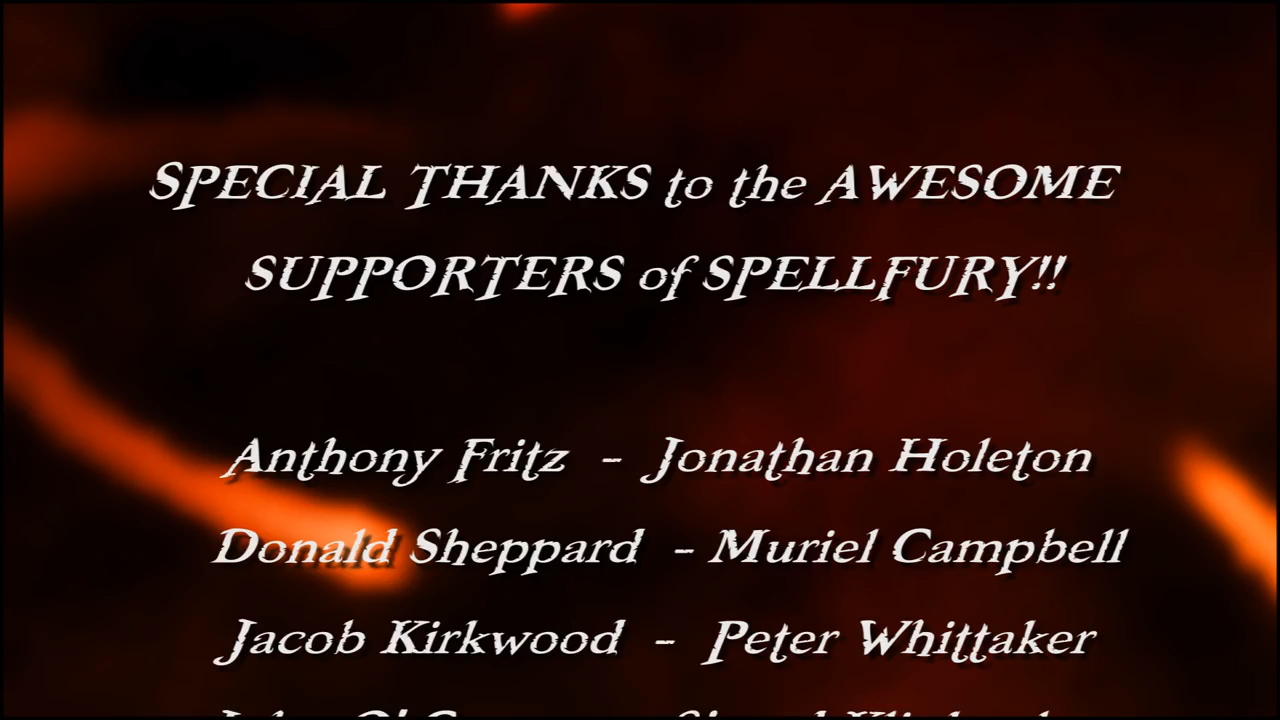 SPECIAL THANKS to the AWESOME
SUPPORTERS of SPELLFURY!!
Anthony Fritz - Jonathan Holeton
Donald Sheppard - Muriel Campbell
Jacob Kirkwood - Peter Whittaker